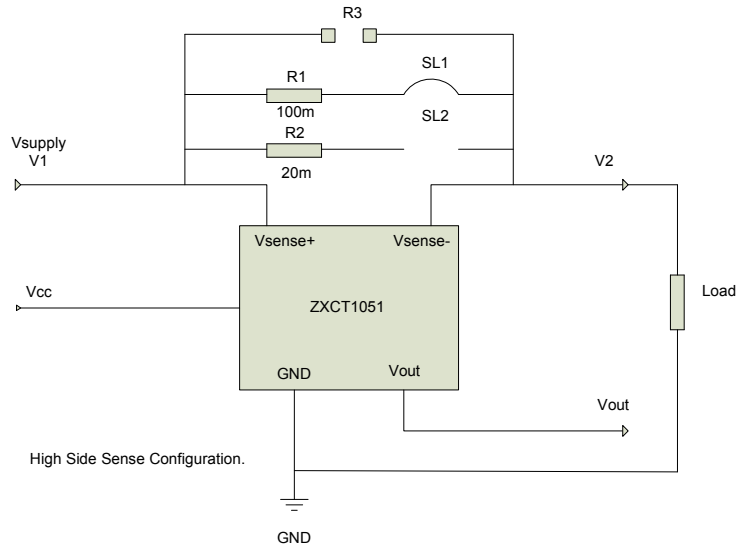 R3
SL1
R1
100m
SL2
R2
20m
Vsupply
V1
V2
Vsense+
Vsense-
Vcc
ZXCT1051
Load
GND
Vout
Vout
High Side Sense Configuration.
GND